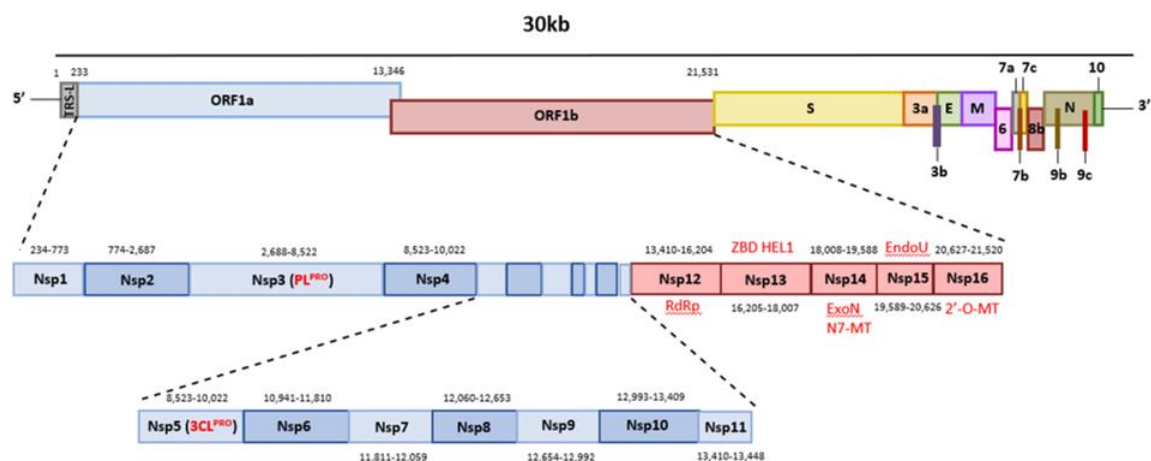 30kb
7a 7c 10
1 233 13,346 21,531
5’ TRS-L ORF1a ORF1b S 3a E M 6 8b N 3’
3b 7b 9b 9c
234-773 774-2,687 2,688-8,522 8,523-10,022 13,410-16,204 ZBD HEL1 18,008-19,588 EndoU 20,627-21,520
Nsp1 Nsp2 Nsp3 (PLPRO) Nsp4 Nsp12 Nsp13 Nsp14 Nsp15 Nsp16
RdRp 16,205-18,007 ExoN 19,589-20,626 2’-O-MT
N7-MT
8,523-10,022 10,941-11,810 12,060-12,653 12,993-13,409
Nsp5 (3CLPRO) Nsp6 Nsp7 Nsp8 Nsp9 Nsp10 Nsp11
11,811-12,059 12,654-12,992 13,410-13,448